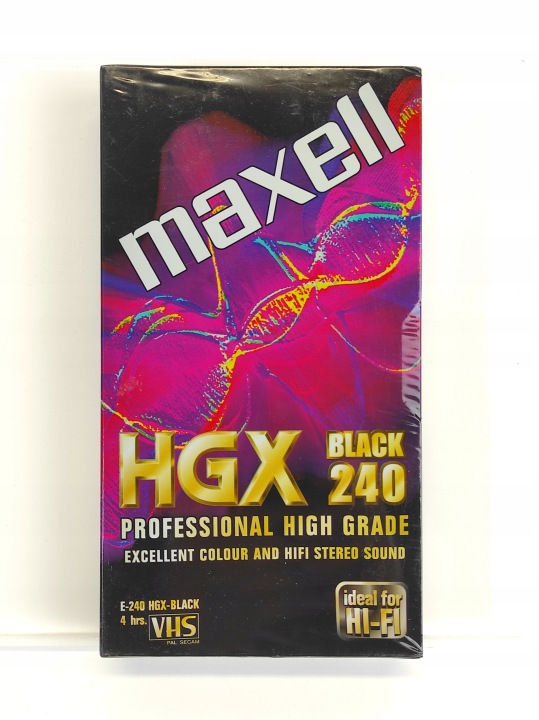 maxell
HGX BLACK 240
PROFESSIONAL HIGH GRADE
EXCELLENT COLOUR AND HIFI STEREO SOUND
E-240 HGX-BLACK
4 hrs. VHS
PAL SECAM
ideal for
HI-FI